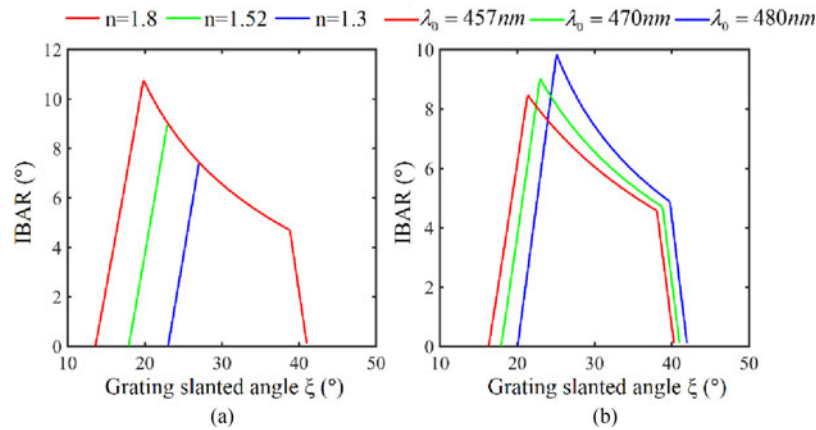 n=1.8 n=1.52 n=1.3
λ₀ = 457nm λ₀ = 470nm λ₀ = 480nm
12
10
8
6
4
2
0
IBAR (°)
10 20 30 40 50
Grating slanted angle ξ (°)
(a)
10
8
6
4
2
0
IBAR (°)
10 20 30 40 50
Grating slanted angle ξ (°)
(b)